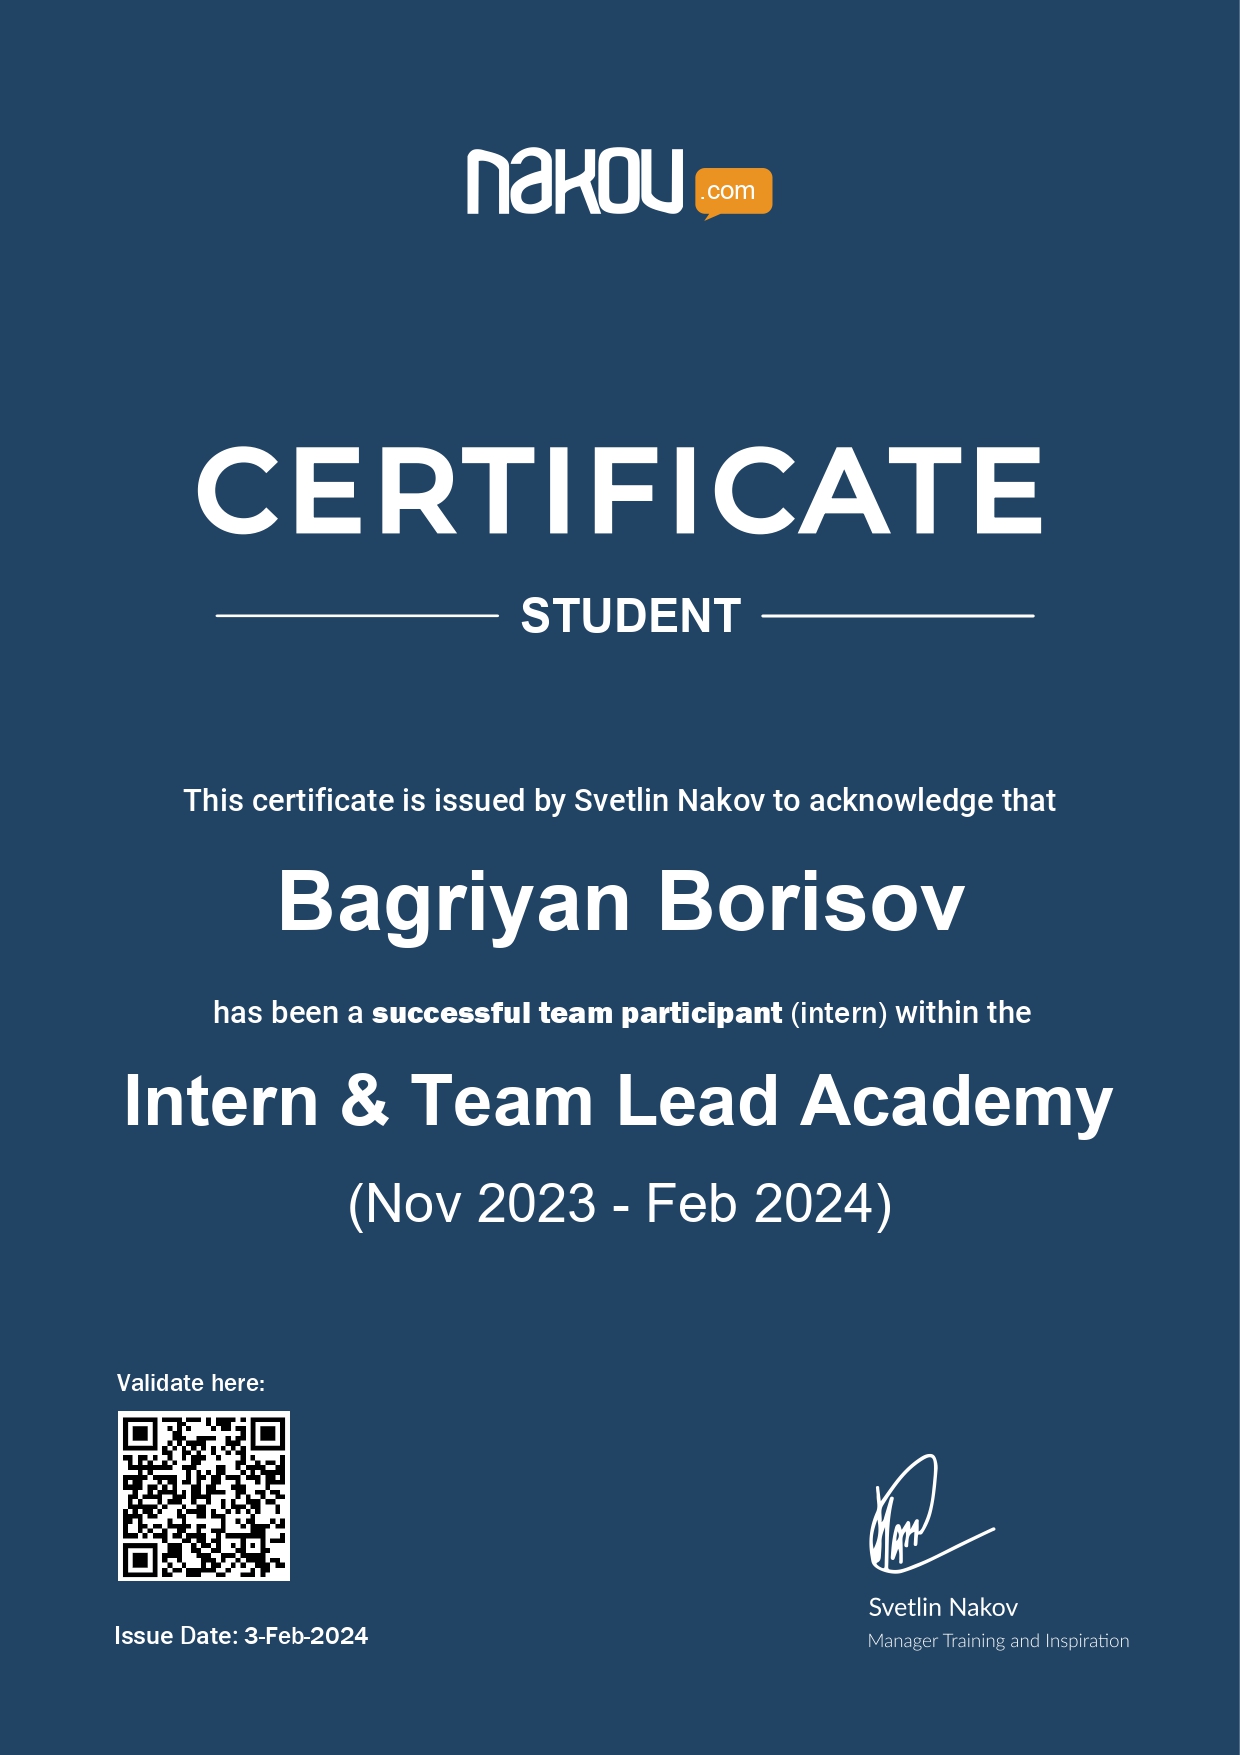 nakov .com
CERTIFICATE
STUDENT
This certificate is issued by Svetlin Nakov to acknowledge that
Bagriyan Borisov
has been a successful team participant (intern) within the
Intern & Team Lead Academy
(Nov 2023 - Feb 2024)
Validate here:
Issue Date: 3-Feb-2024
Svetlin Nakov
Manager Training and Inspiration